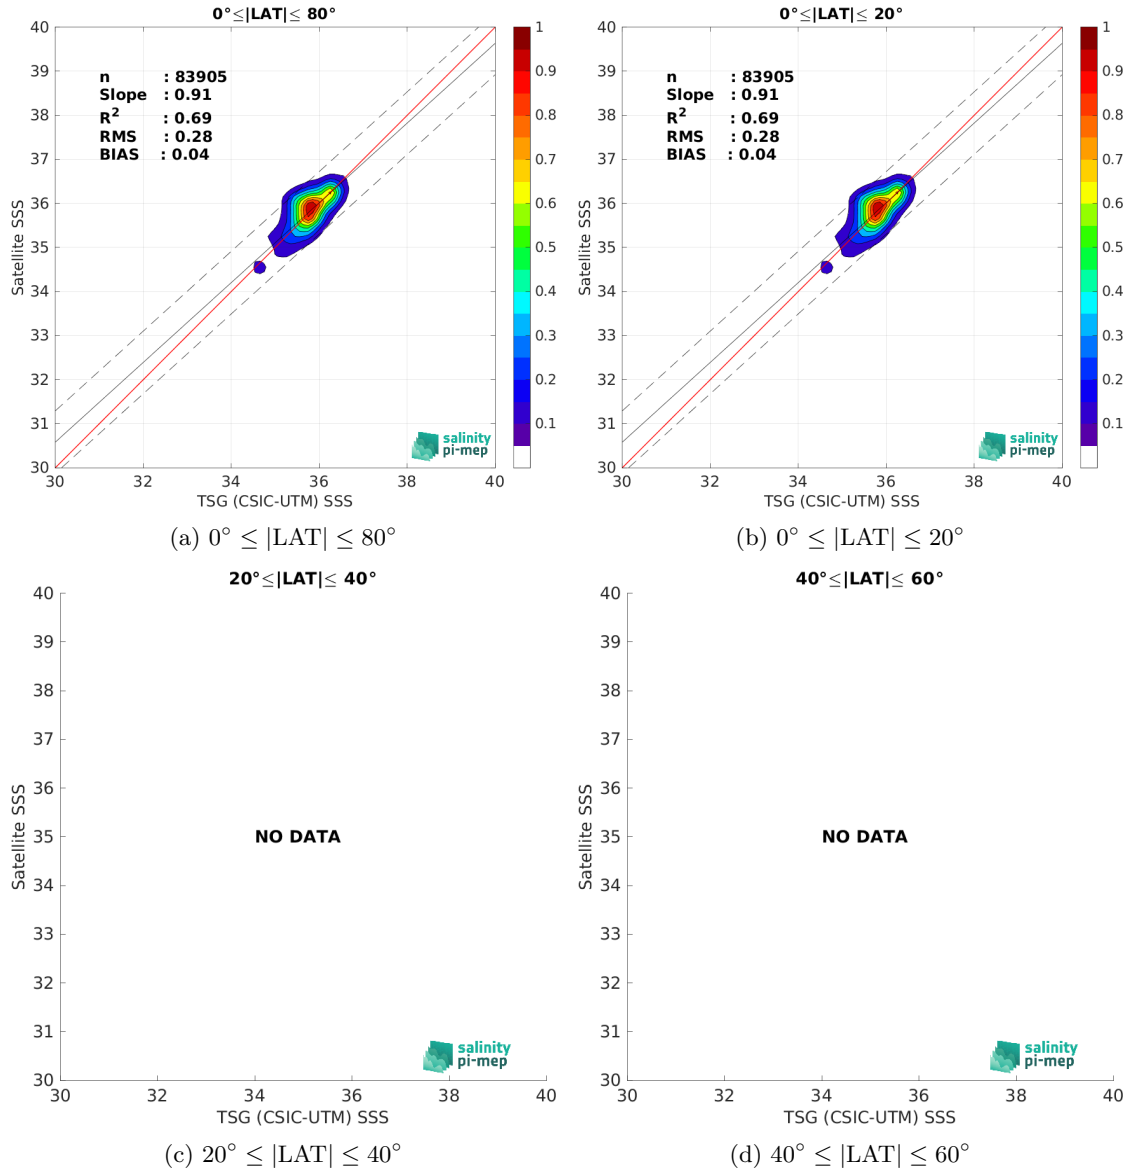 0°≤|LAT|≤ 80°
40
39
38
37
36
35
34
33
32
31
30
Satellite SSS
n : 83905
Slope : 0.91
R² : 0.69
RMS : 0.28
BIAS : 0.04
salinity
pi-mep
30 32 34 36 38 40
TSG (CSIC-UTM) SSS
1
0.9
0.8
0.7
0.6
0.5
0.4
0.3
0.2
0.1
(a) 0° ≤ |LAT| ≤ 80°
0°≤|LAT|≤ 20°
40
39
38
37
36
35
34
33
32
31
30
Satellite SSS
n : 83905
Slope : 0.91
R² : 0.69
RMS : 0.28
BIAS : 0.04
salinity
pi-mep
30 32 34 36 38 40
TSG (CSIC-UTM) SSS
1
0.9
0.8
0.7
0.6
0.5
0.4
0.3
0.2
0.1
(b) 0° ≤ |LAT| ≤ 20°
20°≤|LAT|≤ 40°
40
39
38
37
36
35
34
33
32
31
30
Satellite SSS
NO DATA
salinity
pi-mep
30 32 34 36 38 40
TSG (CSIC-UTM) SSS
(c) 20° ≤ |LAT| ≤ 40°
40°≤|LAT|≤ 60°
40
39
38
37
36
35
34
33
32
31
30
Satellite SSS
NO DATA
salinity
pi-mep
30 32 34 36 38 40
TSG (CSIC-UTM) SSS
(d) 40° ≤ |LAT| ≤ 60°